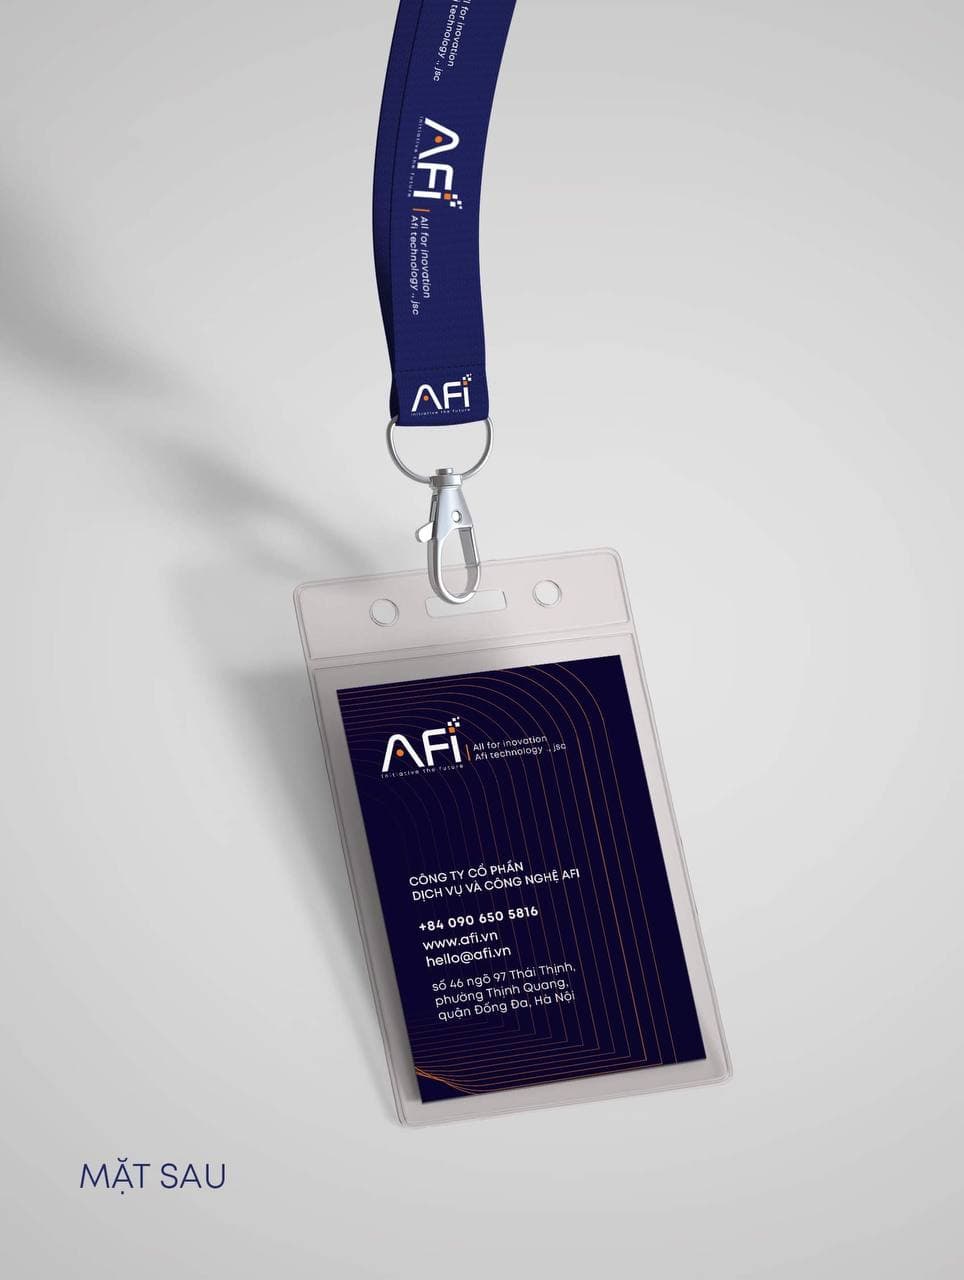 ll for inovation
fi technology ., jsc
AFi
initiative the future
All for inovation
Afi technology ., jsc
AFi
initiative the future
AFi
initiative the future
All for inovation
Afi technology ., jsc
CÔNG TY CỔ PHẦN
DỊCH VỤ VÀ CÔNG NGHỆ AFI
+84 090 650 5816
www.afi.vn
hello@afi.vn
số 46 ngõ 97 Thái Thịnh,
phường Thịnh Quang,
quận Đống Đa, Hà Nội
MẶT SAU